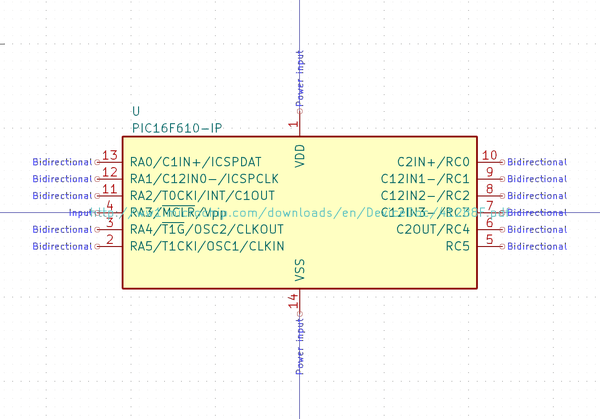 Power input
1
U
PIC16F610-IP
VDD
Bidirectional 13 RA0/C1IN+/ICSPDAT C2IN+/RC0 10 Bidirectional
Bidirectional 12 RA1/C12IN0-/ICSPCLK C12IN1-/RC1 9 Bidirectional
Bidirectional 11 RA2/T0CKI/INT/C1OUT C12IN2-/RC2 8 Bidirectional
Input 4 RA3/MCLR/Vpp C12IN3-/RC3 7 Bidirectional
Bidirectional 3 RA4/T1G/OSC2/CLKOUT C2OUT/RC4 6 Bidirectional
Bidirectional 2 RA5/T1CKI/OSC1/CLKIN RC5 5 Bidirectional
VSS
14
Power input